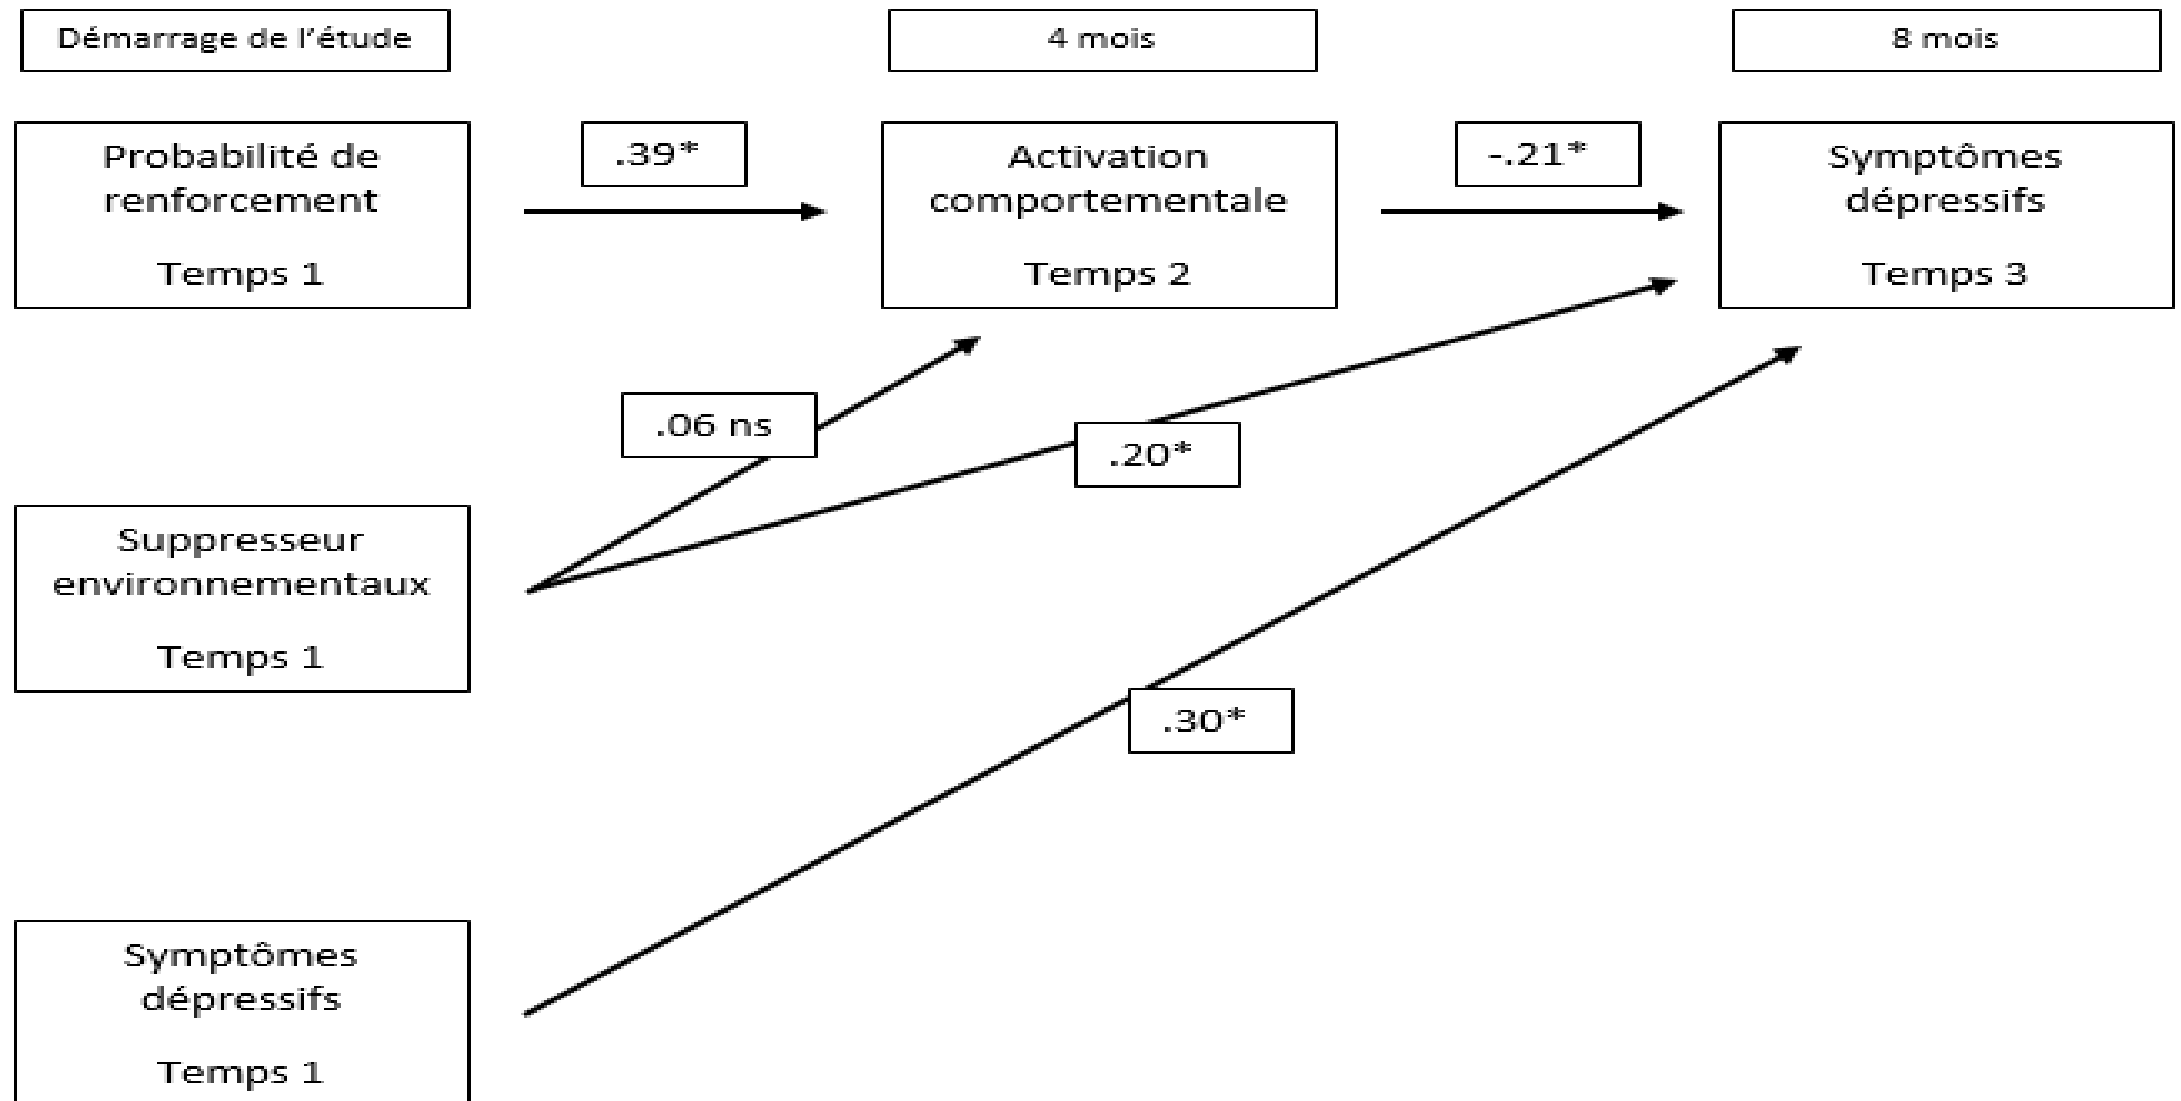 Démarrage de l'étude
4 mois
8 mois
Probabilité de
renforcement
Temps 1
.39*
Activation
comportementale
Temps 2
-.21*
Symptômes
dépressifs
Temps 3
.06 ns
.20*
Suppresseur
environnementaux
Temps 1
.30*
Symptômes
dépressifs
Temps 1